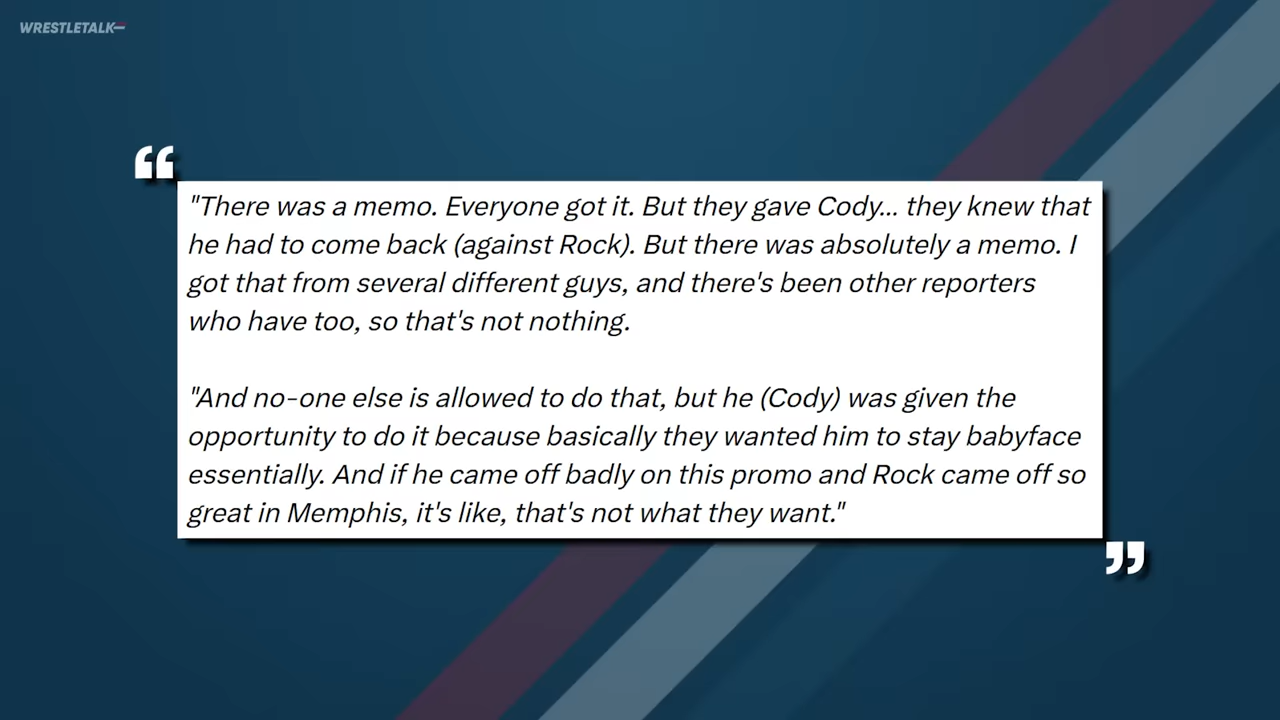 WRESTLETALK
“
"There was a memo. Everyone got it. But they gave Cody... they knew that
he had to come back (against Rock). But there was absolutely a memo. I
got that from several different guys, and there's been other reporters
who have too, so that's not nothing.
"And no-one else is allowed to do that, but he (Cody) was given the
opportunity to do it because basically they wanted him to stay babyface
essentially. And if he came off badly on this promo and Rock came off so
great in Memphis, it's like, that's not what they want."
”